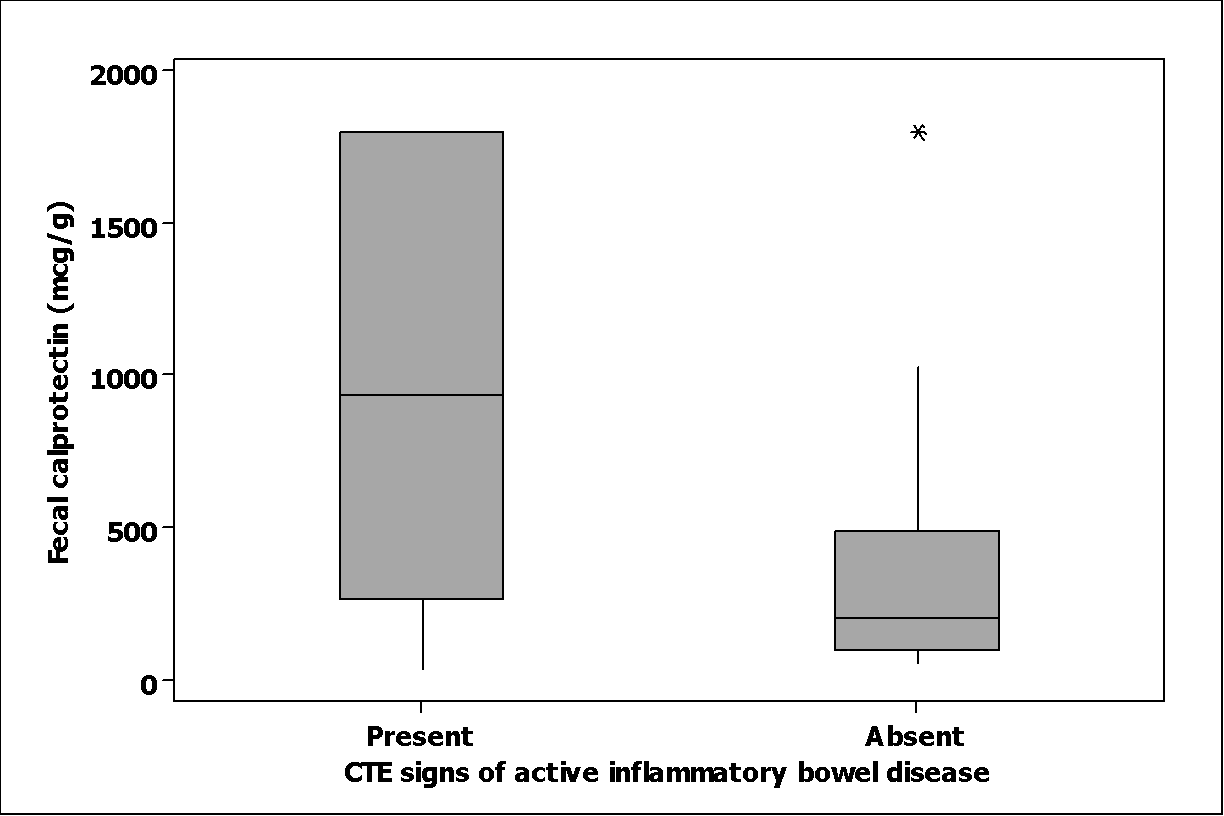 Fecal calprotectin (mcg/g)
2000
1500
1000
500
0
Present
Absent
CTE signs of active inflammatory bowel disease